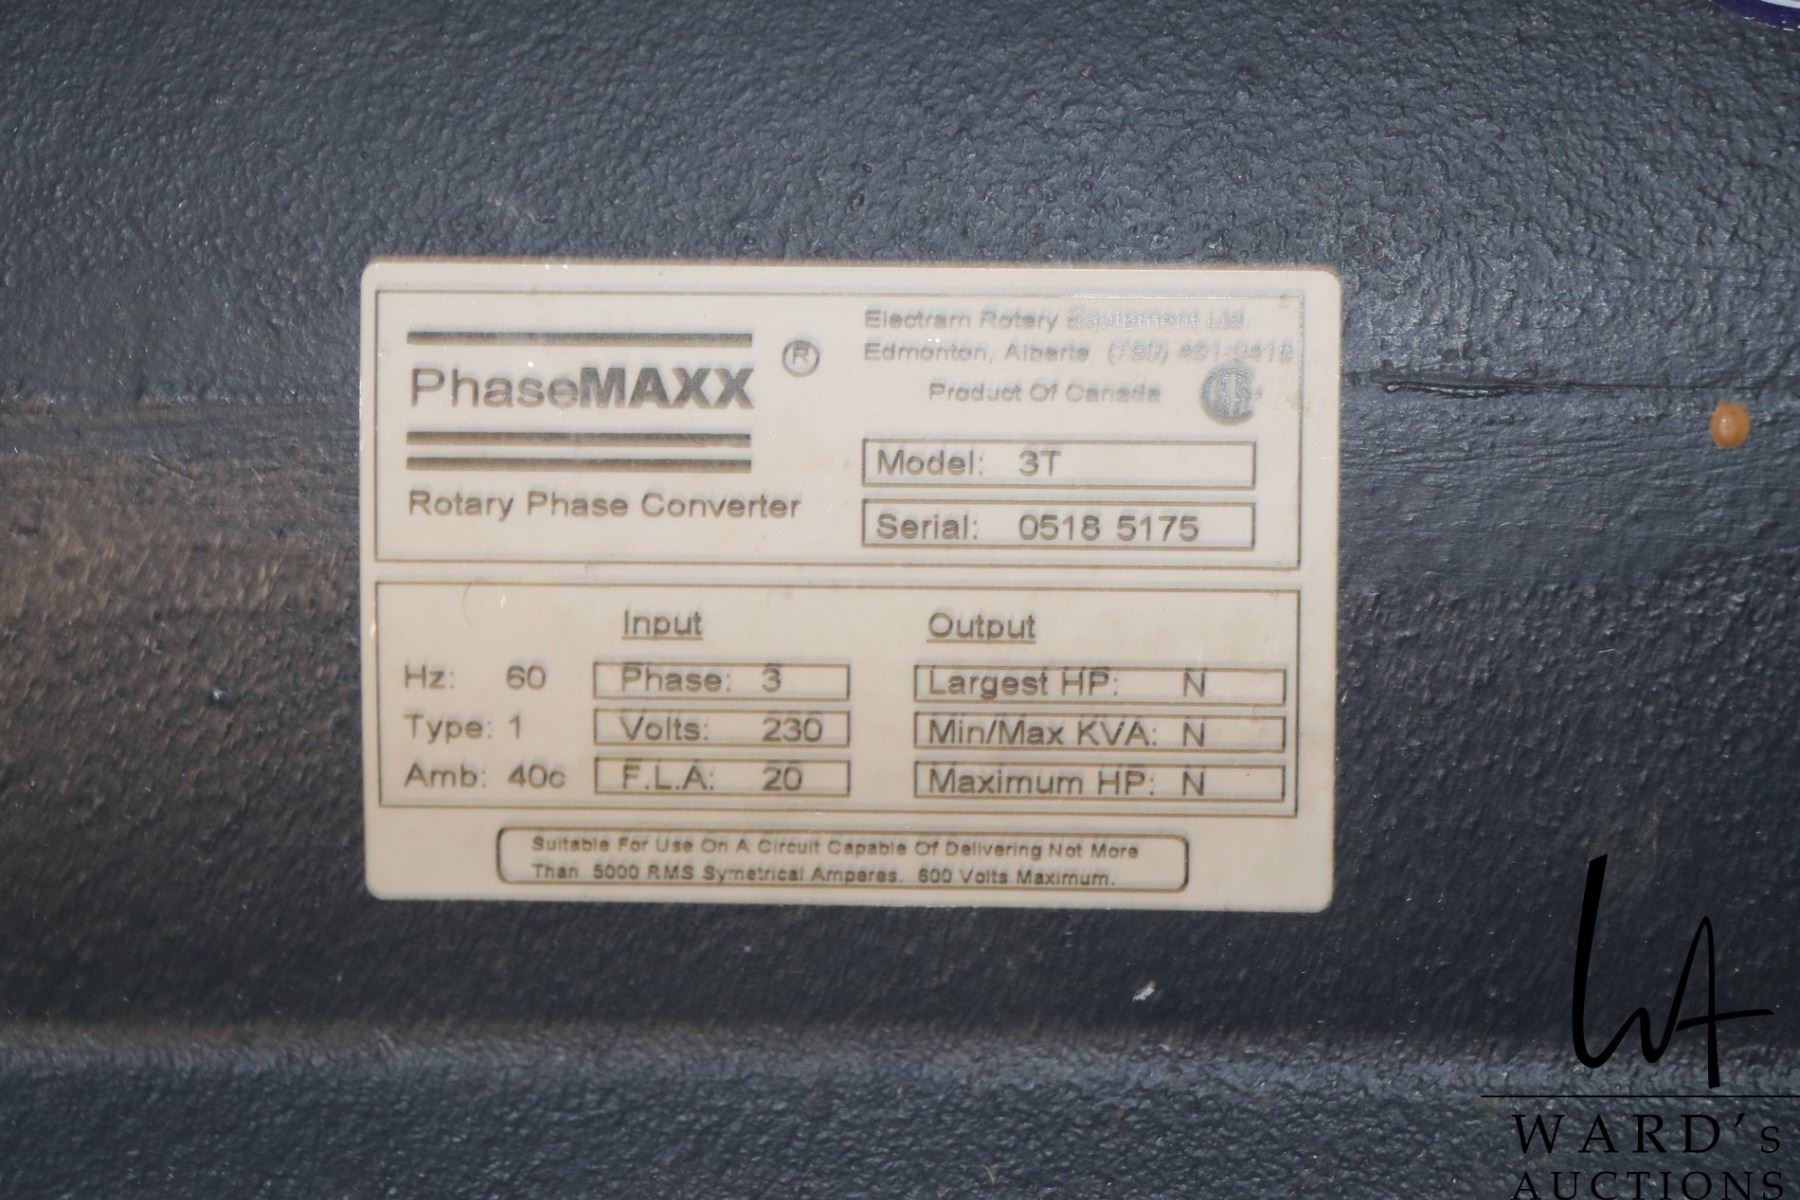 PhaseMAXX ®
Rotary Phase Converter
Electram Rotary Equipment Ltd.
Edmonton, Alberta (780)
Product Of Canada
Model: 3T
Serial: 0518 5175
Input
Output
Hz: 60
Phase: 3
Largest HP: N
Type: 1
Volts: 230
Min/Max KVA: N
Amb: 40c
F.L.A: 20
Maximum HP: N
Suitable For Use On A Circuit Capable Of Delivering Not More
Than 5000 RMS Symetrical Amperes. 600 Volts Maximum.
WA
WARD's
AUCTIONS